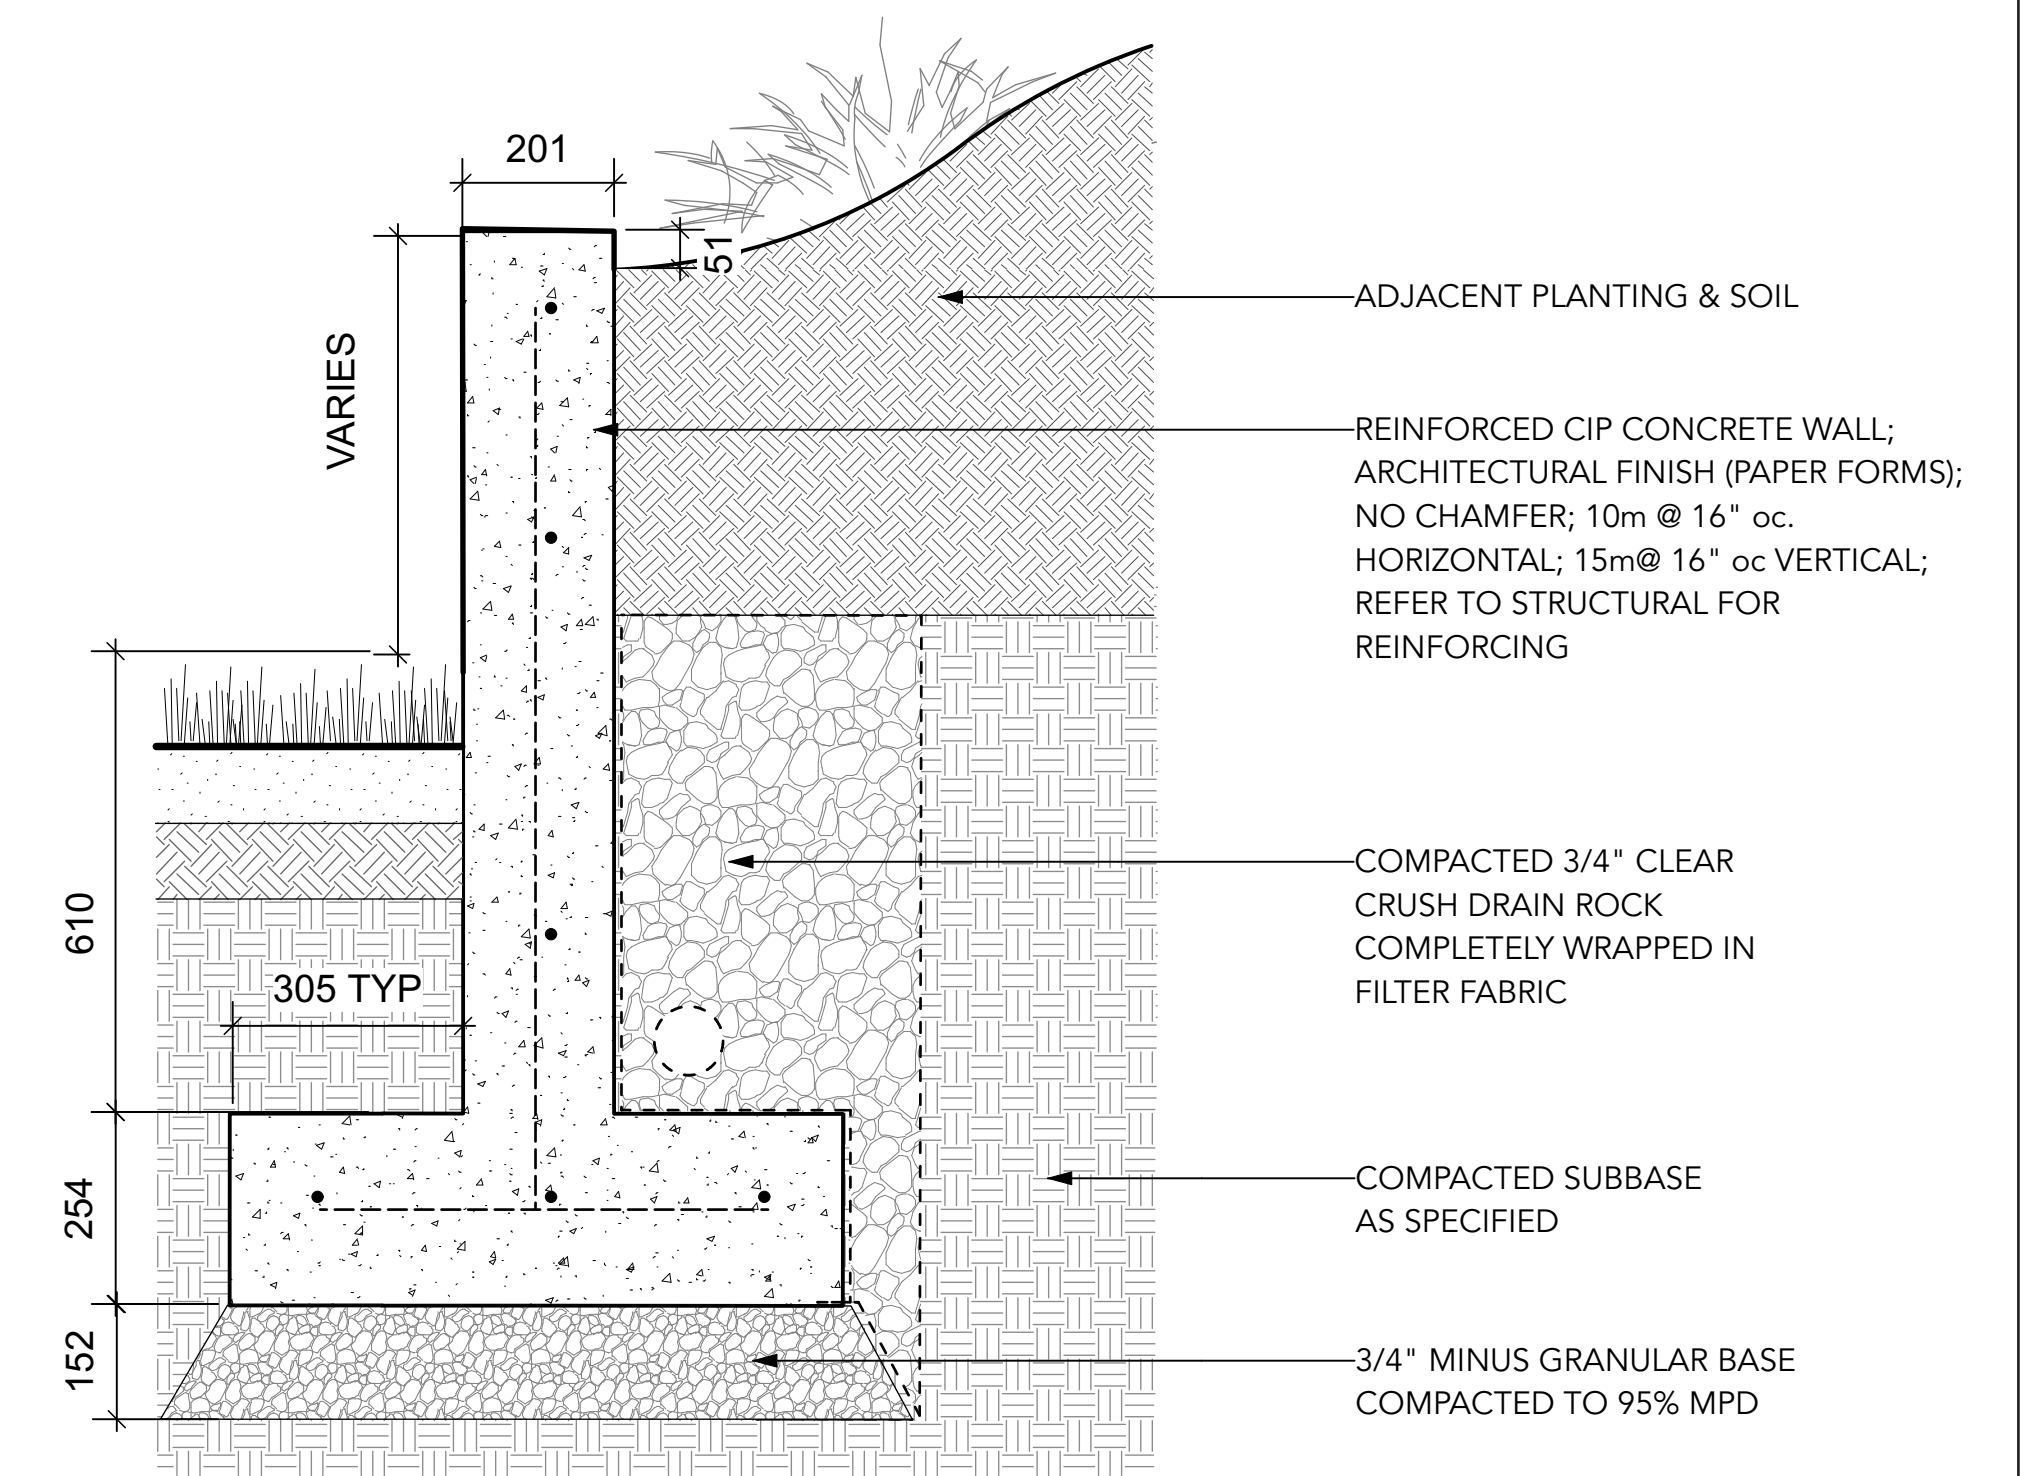 201
51
VARIES
ADJACENT PLANTING & SOIL
REINFORCED CIP CONCRETE WALL;
ARCHITECTURAL FINISH (PAPER FORMS);
NO CHAMFER; 10m @ 16" oc.
HORIZONTAL; 15m@ 16" oc VERTICAL;
REFER TO STRUCTURAL FOR
REINFORCING
610
305 TYP
COMPACTED 3/4" CLEAR
CRUSH DRAIN ROCK
COMPLETELY WRAPPED IN
FILTER FABRIC
254
COMPACTED SUBBASE
AS SPECIFIED
152
3/4" MINUS GRANULAR BASE
COMPACTED TO 95% MPD